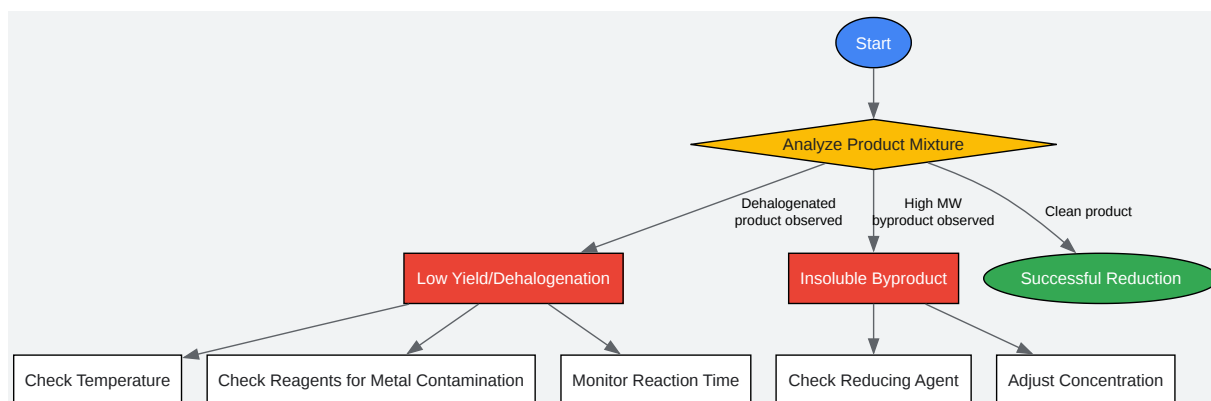 Start
Analyze Product Mixture
Dehalogenated
product observed
High MW
byproduct observed
Clean product
Low Yield/Dehalogenation
Insoluble Byproduct
Successful Reduction
Check Temperature
Check Reagents for Metal Contamination
Monitor Reaction Time
Check Reducing Agent
Adjust Concentration